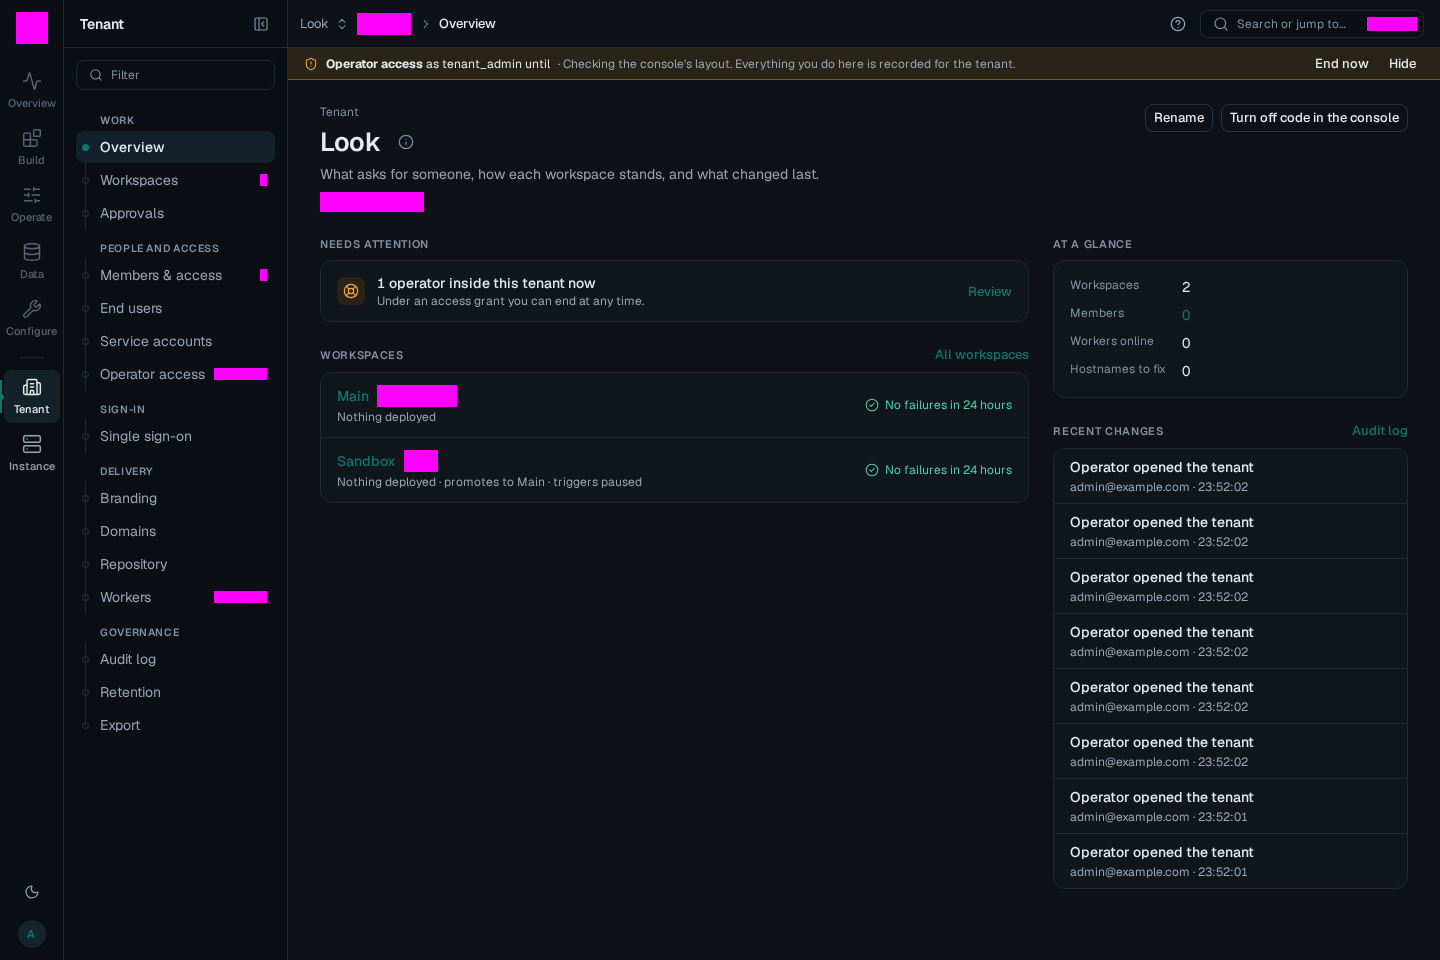 Tenant
Look
Overview
Search or jump to...
Operator access as tenant_admin until · Checking the console's layout. Everything you do here is recorded for the tenant.
End now
Hide
Overview
Build
Operate
Data
Configure
Tenant
Instance
A
Filter
WORK
Overview
Workspaces
Approvals
PEOPLE AND ACCESS
Members & access
End users
Service accounts
Operator access
SIGN-IN
Single sign-on
DELIVERY
Branding
Domains
Repository
Workers
GOVERNANCE
Audit log
Retention
Export
Tenant
Look
What asks for someone, how each workspace stands, and what changed last.
Rename
Turn off code in the console
NEEDS ATTENTION
1 operator inside this tenant now
Under an access grant you can end at any time.
Review
WORKSPACES
All workspaces
Main
Nothing deployed
No failures in 24 hours
Sandbox
Nothing deployed · promotes to Main · triggers paused
No failures in 24 hours
AT A GLANCE
Workspaces 2
Members 0
Workers online 0
Hostnames to fix 0
RECENT CHANGES
Audit log
Operator opened the tenant
admin@example.com · 23:52:02
Operator opened the tenant
admin@example.com · 23:52:02
Operator opened the tenant
admin@example.com · 23:52:02
Operator opened the tenant
admin@example.com · 23:52:02
Operator opened the tenant
admin@example.com · 23:52:02
Operator opened the tenant
admin@example.com · 23:52:02
Operator opened the tenant
admin@example.com · 23:52:01
Operator opened the tenant
admin@example.com · 23:52:01